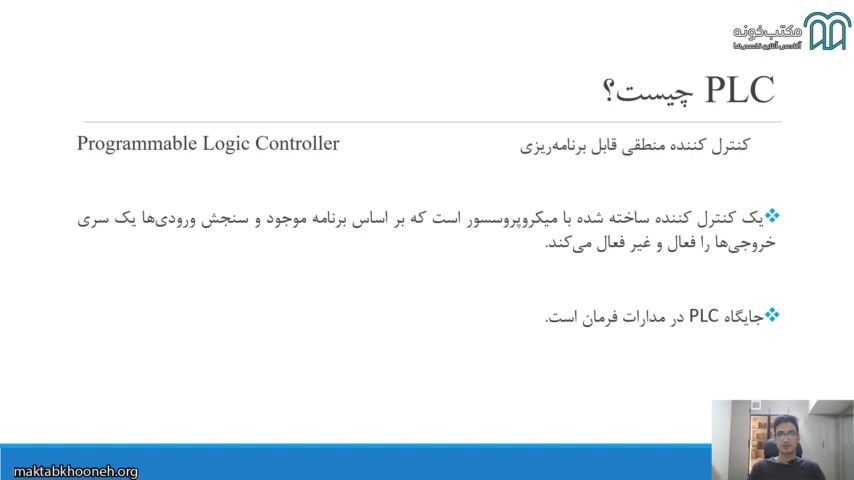 مکتب‌خونه
آکادمی آنلاین تخصص‌ها
PLC چیست؟
کنترل کننده منطقی قابل برنامه‌ریزی
Programmable Logic Controller
یک کنترل کننده ساخته شده با میکروپروسسور است که بر اساس برنامه موجود و سنجش ورودی‌ها یک سری
خروجی‌ها را فعال و غیر فعال می‌کند.
جایگاه PLC در مدارات فرمان است.
maktabkhooneh.org